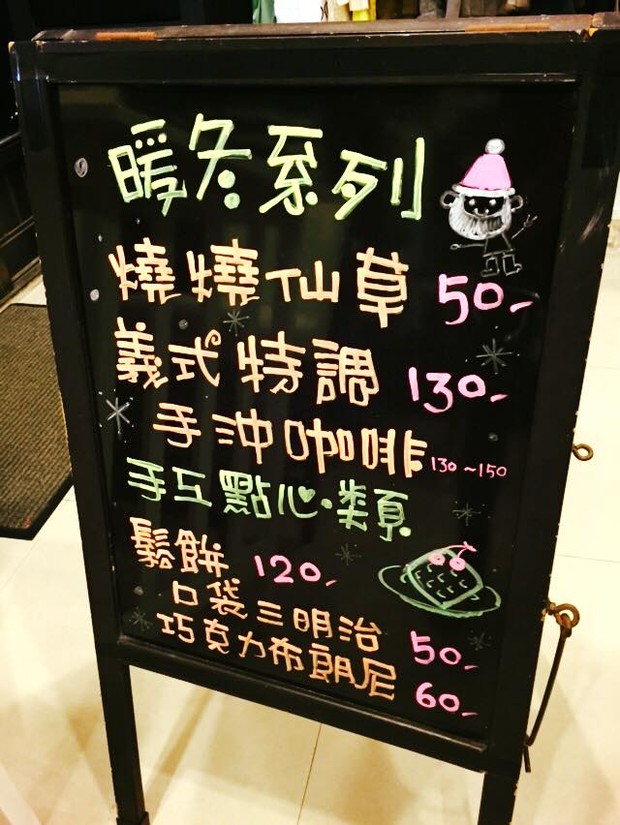 暖冬系列
燒燒仙草 50.-
義式特調 130.-
手沖咖啡 130~150
手工點心類
鬆餅 120.-
口袋三明治 50.-
巧克力布朗尼 60.-